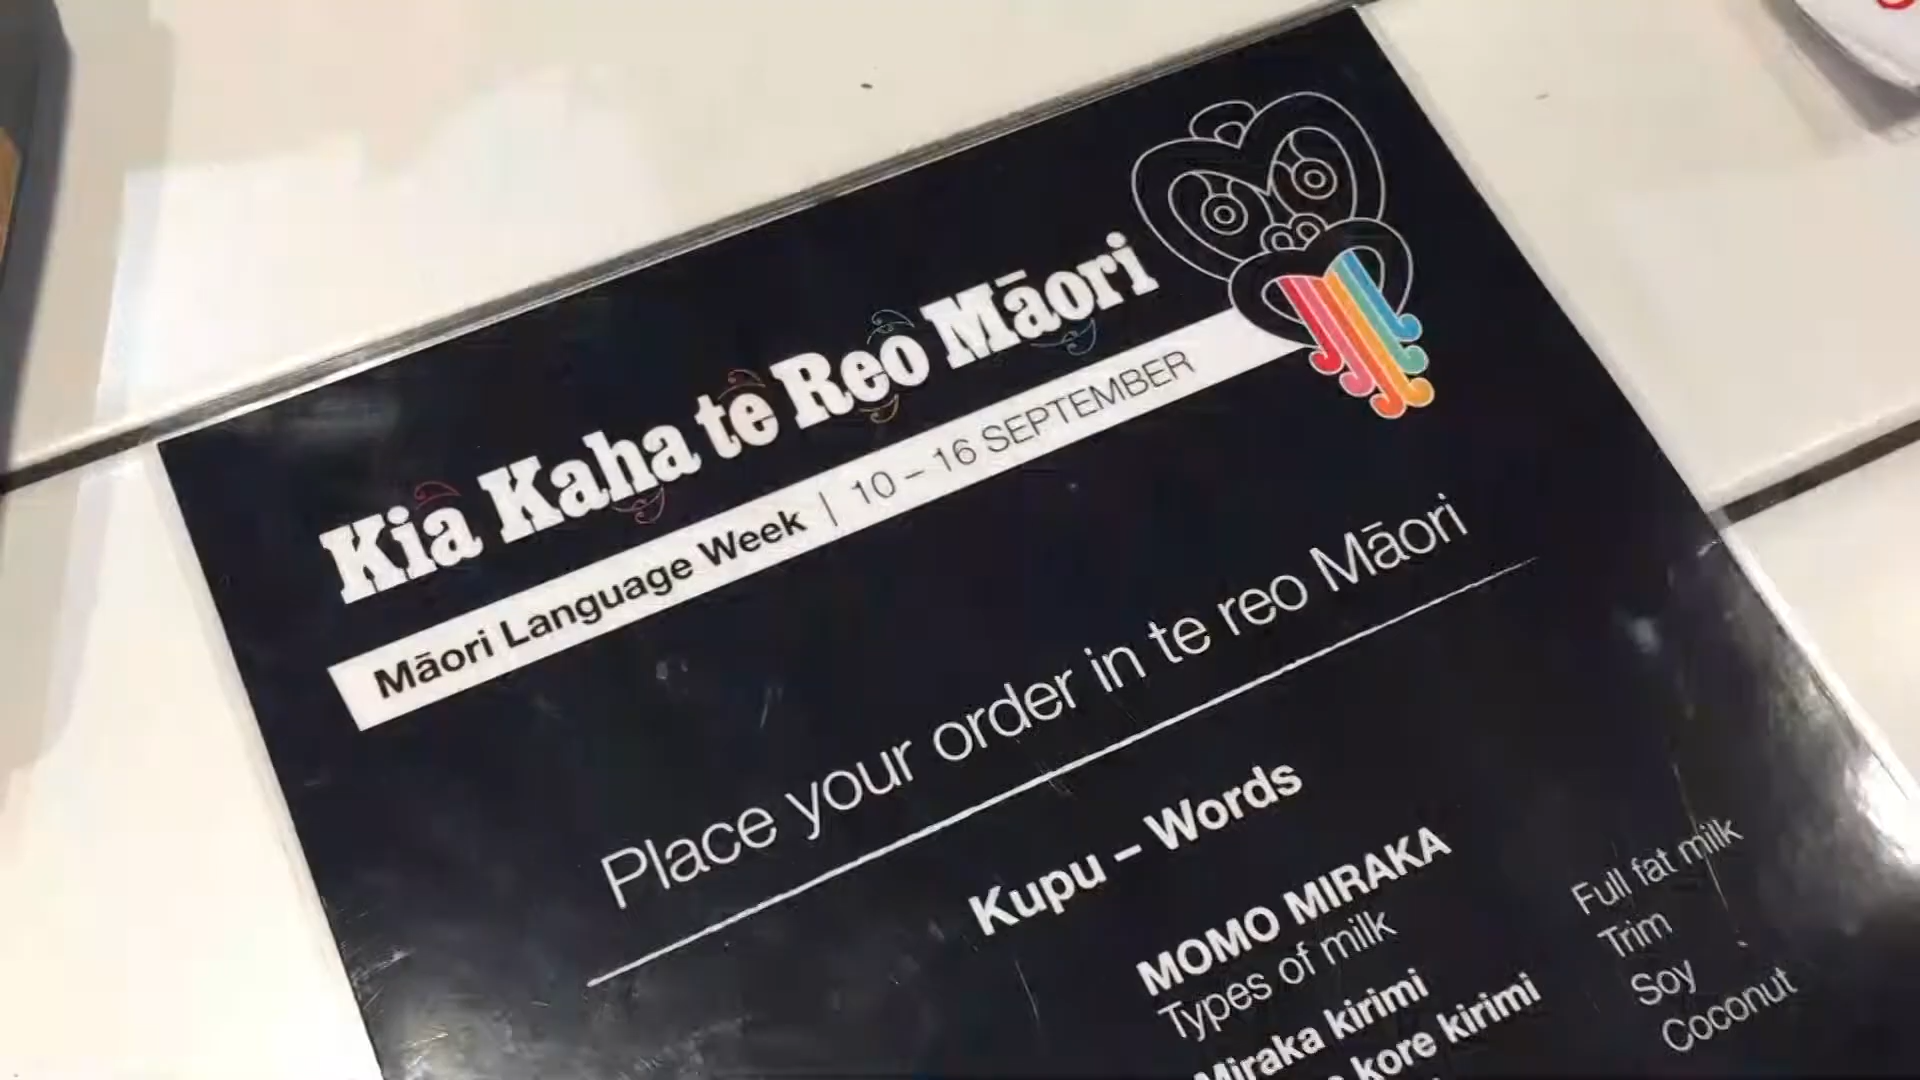 Kia Kaha te Reo Māori
Māori Language Week | 10 – 16 SEPTEMBER
Place your order in te reo Māori
Kupu – Words
MOMO MIRAKA
Types of milk
Miraka kirimi
Full fat milk
kore kirimi
Trim
Soy
Coconut